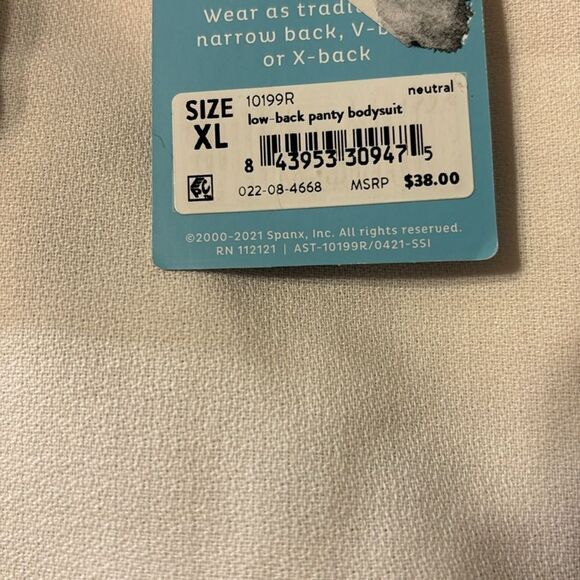 Wear as
narrow back,
or X-back
SIZE
XL
10199R neutral
low-back panty bodysuit
8 43953 30947 5
022-08-4668 MSRP $38.00
©2000-2021 Spanx, Inc. All rights reserved.
RN 112121 | AST-10199R/0421-SSI